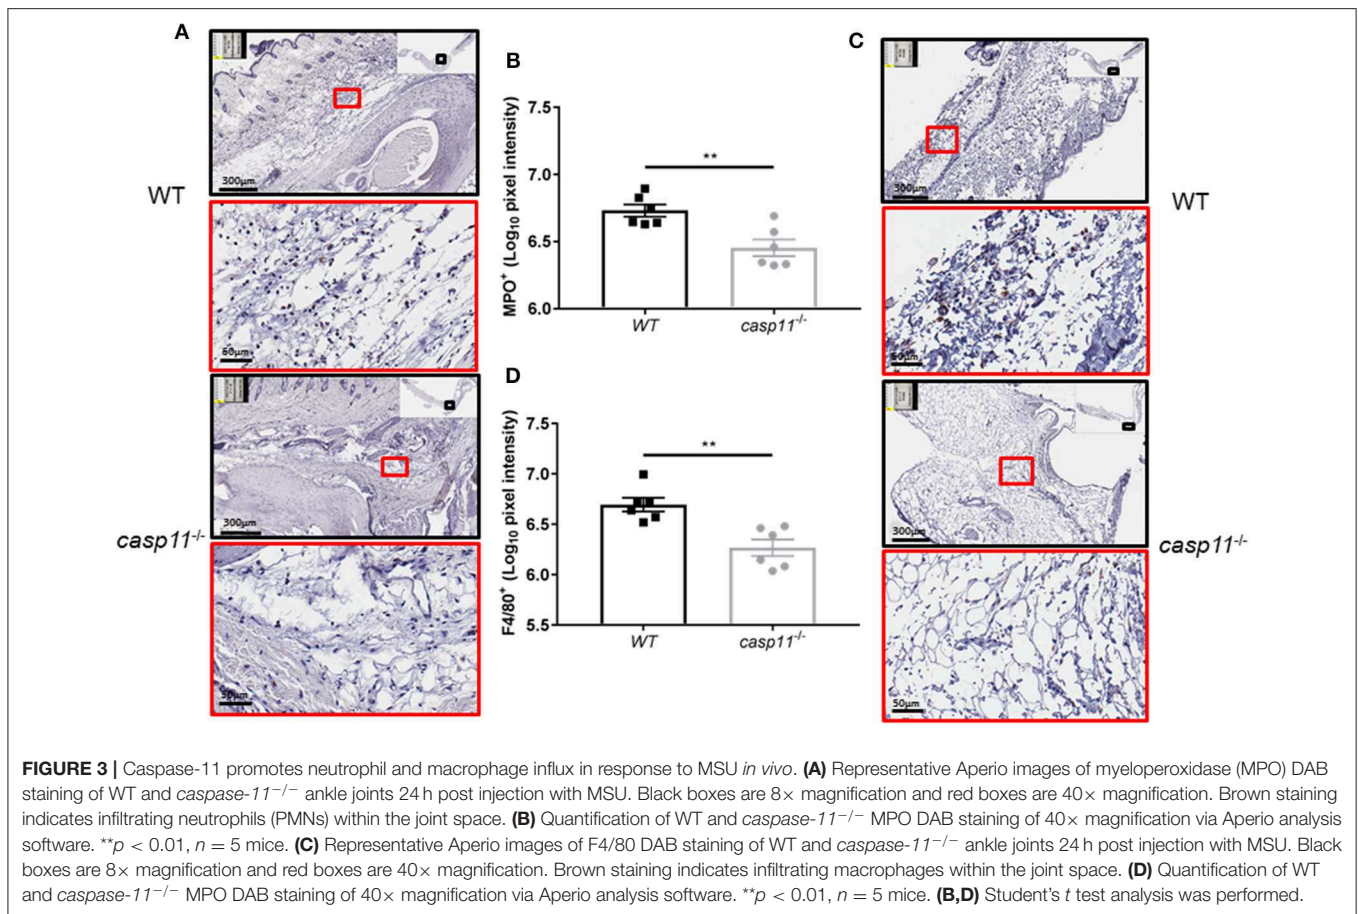 A
300µm
WT
50µm
300µm
casp11-/-
50µm
B
MPO+ (Log10 pixel intensity)
7.5
7.0
6.5
6.0
**
WT
casp11-/-
D
F4/80+ (Log10 pixel intensity)
7.5
7.0
6.5
6.0
5.5
**
WT
casp11-/-
C
300µm
WT
50µm
300µm
casp11-/-
50µm
FIGURE 3 | Caspase-11 promotes neutrophil and macrophage influx in response to MSU in vivo. (A) Representative Aperio images of myeloperoxidase (MPO) DAB
staining of WT and caspase-11−/− ankle joints 24 h post injection with MSU. Black boxes are 8× magnification and red boxes are 40× magnification. Brown staining
indicates infiltrating neutrophils (PMNs) within the joint space. (B) Quantification of WT and caspase-11−/− MPO DAB staining of 40× magnification via Aperio analysis
software. **p < 0.01, n = 5 mice. (C) Representative Aperio images of F4/80 DAB staining of WT and caspase-11−/− ankle joints 24 h post injection with MSU. Black
boxes are 8× magnification and red boxes are 40× magnification. Brown staining indicates infiltrating macrophages within the joint space. (D) Quantification of WT
and caspase-11−/− MPO DAB staining of 40× magnification via Aperio analysis software. **p < 0.01, n = 5 mice. (B,D) Student's t test analysis was performed.